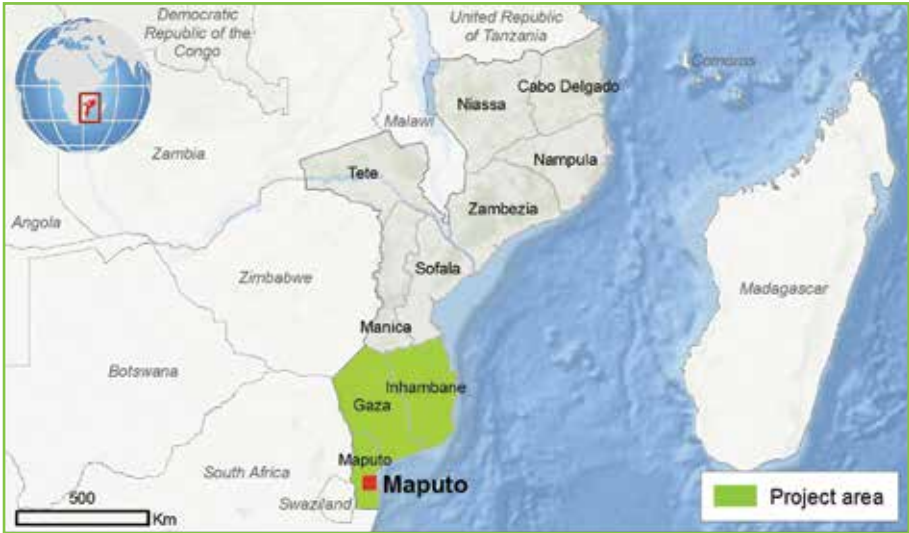 Democratic
Republic of the
Congo
United Republic
of Tanzania
Comoros
Cabo Delgado
Niassa
Malawi
Zambia
Nampula
Tete
Zambezia
Angola
Sofala
Zimbabwe
Madagascar
Manica
Botswana
Inhambane
Gaza
Maputo
South Africa
Maputo
Swaziland
500
Km
Project area